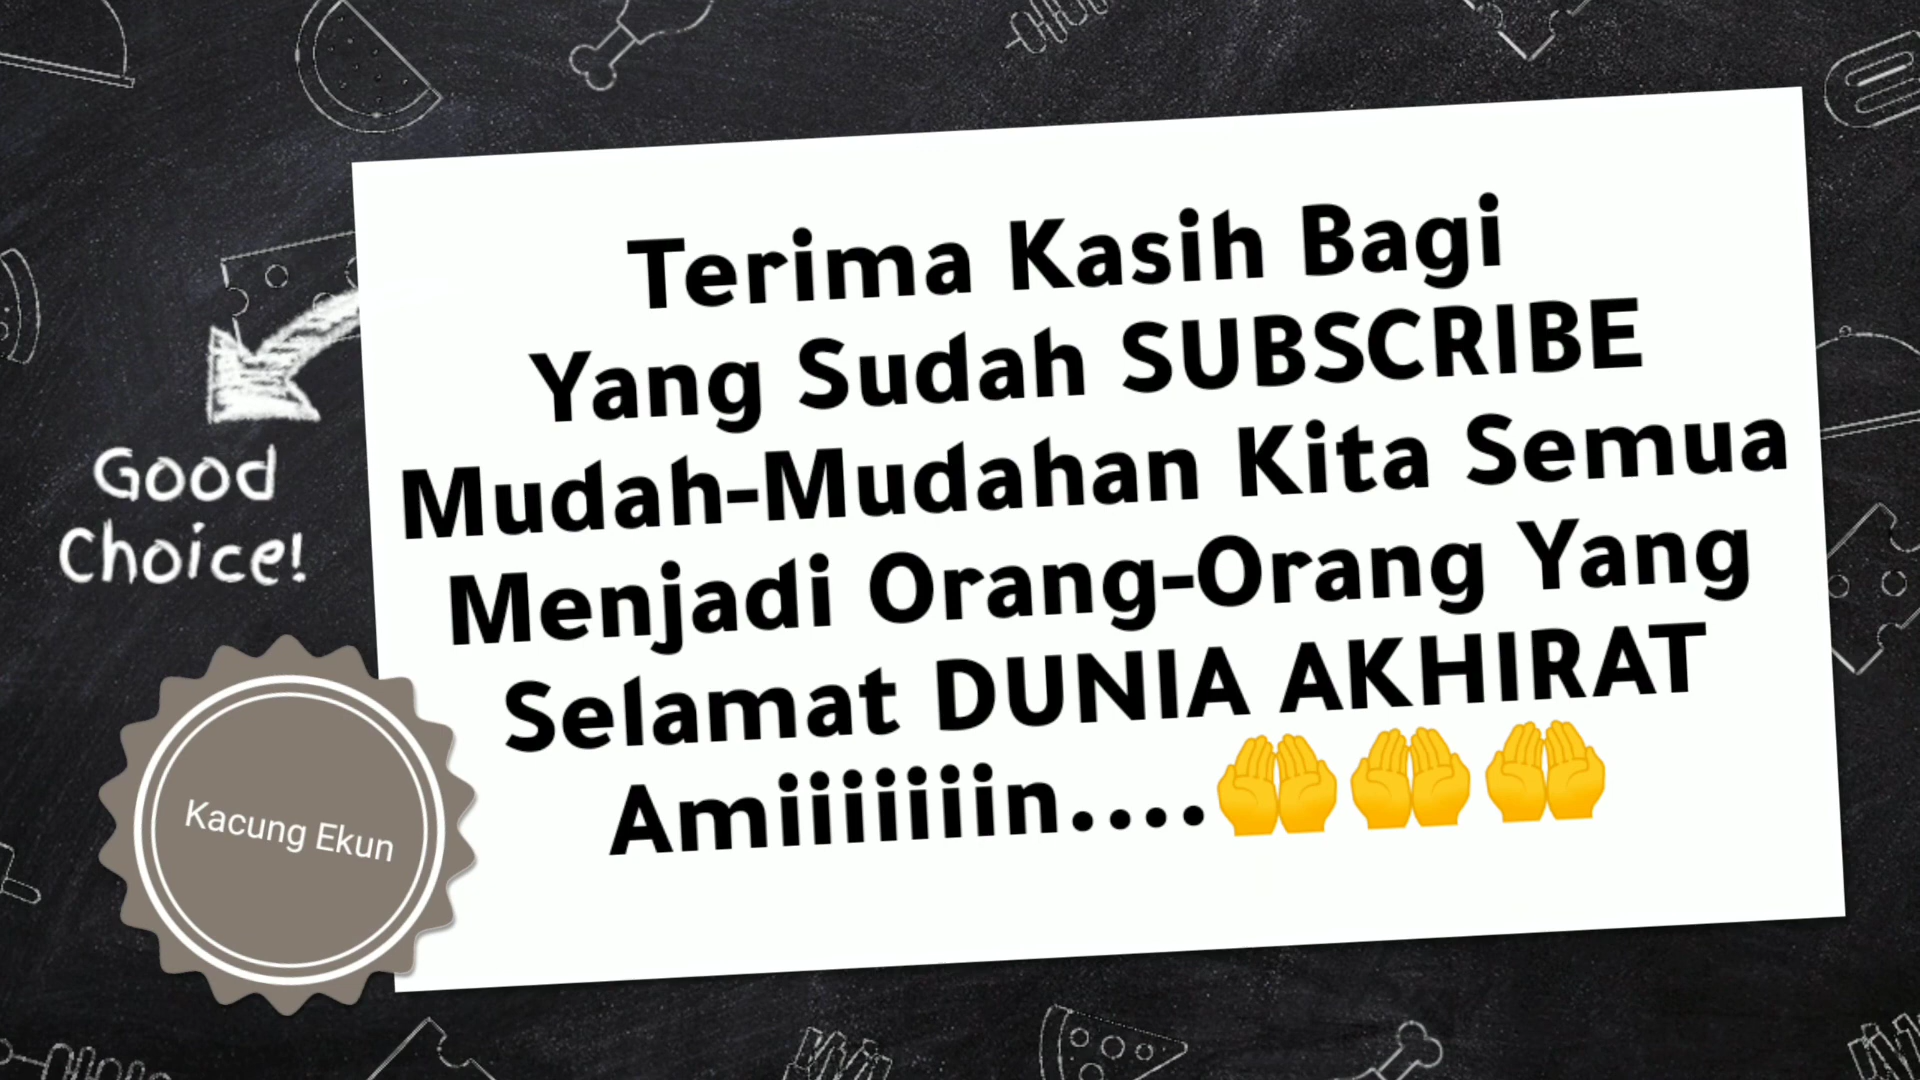 Terima Kasih Bagi
Yang Sudah SUBSCRIBE
Mudah-Mudahan Kita Semua
Menjadi Orang-Orang Yang
Selamat DUNIA AKHIRAT
Amiiiiiiiin....🤲🤲🤲
Good
Choice!
Kacung Ekun